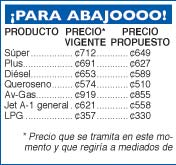 ¡PARA ABAJOOOO!
PRODUCTO PRECIO* PRECIO
VIGENTE PROPUESTO
Súper ¢712 ¢649
Plus ¢691 ¢627
Diésel ¢653 ¢589
Queroseno ¢574 ¢510
Av-Gas ¢919 ¢855
Jet A-1 general ¢621 ¢558
LPG ¢357 ¢330
* Precio que se tramita en este mo-
mento y que regiría a mediados de